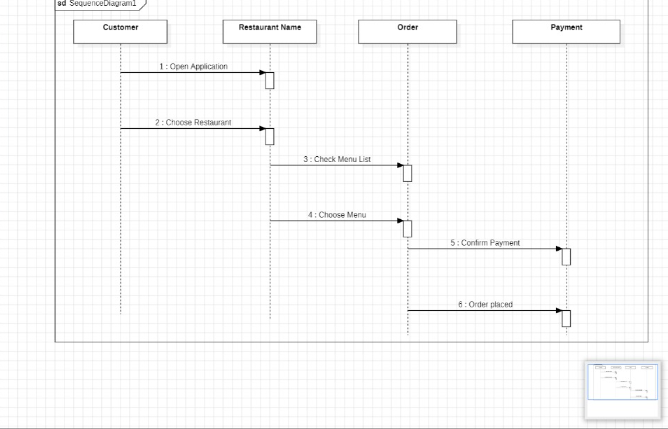 sd SequenceDiagram1
Customer
Restaurant Name
Order
Payment
1 : Open Application
2 : Choose Restaurant
3 : Check Menu List
4 : Choose Menu
5 : Confirm Payment
6 : Order placed